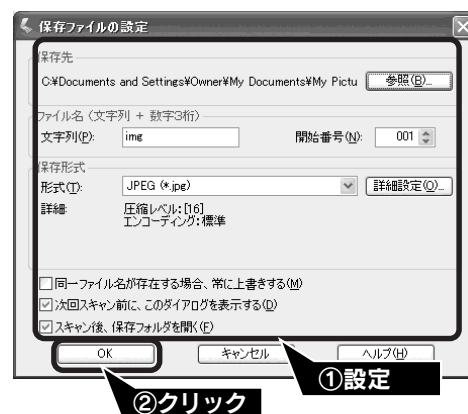 保存ファイルの設定
保存先
C:¥Documents and Settings¥Owner¥My Documents¥My Pictu
参照(B)...
ファイル名 (文字列 + 数字3桁)
文字列(P):
img
開始番号(N):
001
保存形式
形式(T):
JPEG (*.jpg)
詳細設定(O)...
詳細:
圧縮レベル:[16]
エンコーディング:標準
同一ファイル名が存在する場合、常に上書きする(M)
次回スキャン前に、このダイアログを表示する(D)
スキャン後、保存フォルダを開く(F)
OK
キャンセル
ヘルプ(H)
①設定
②クリック